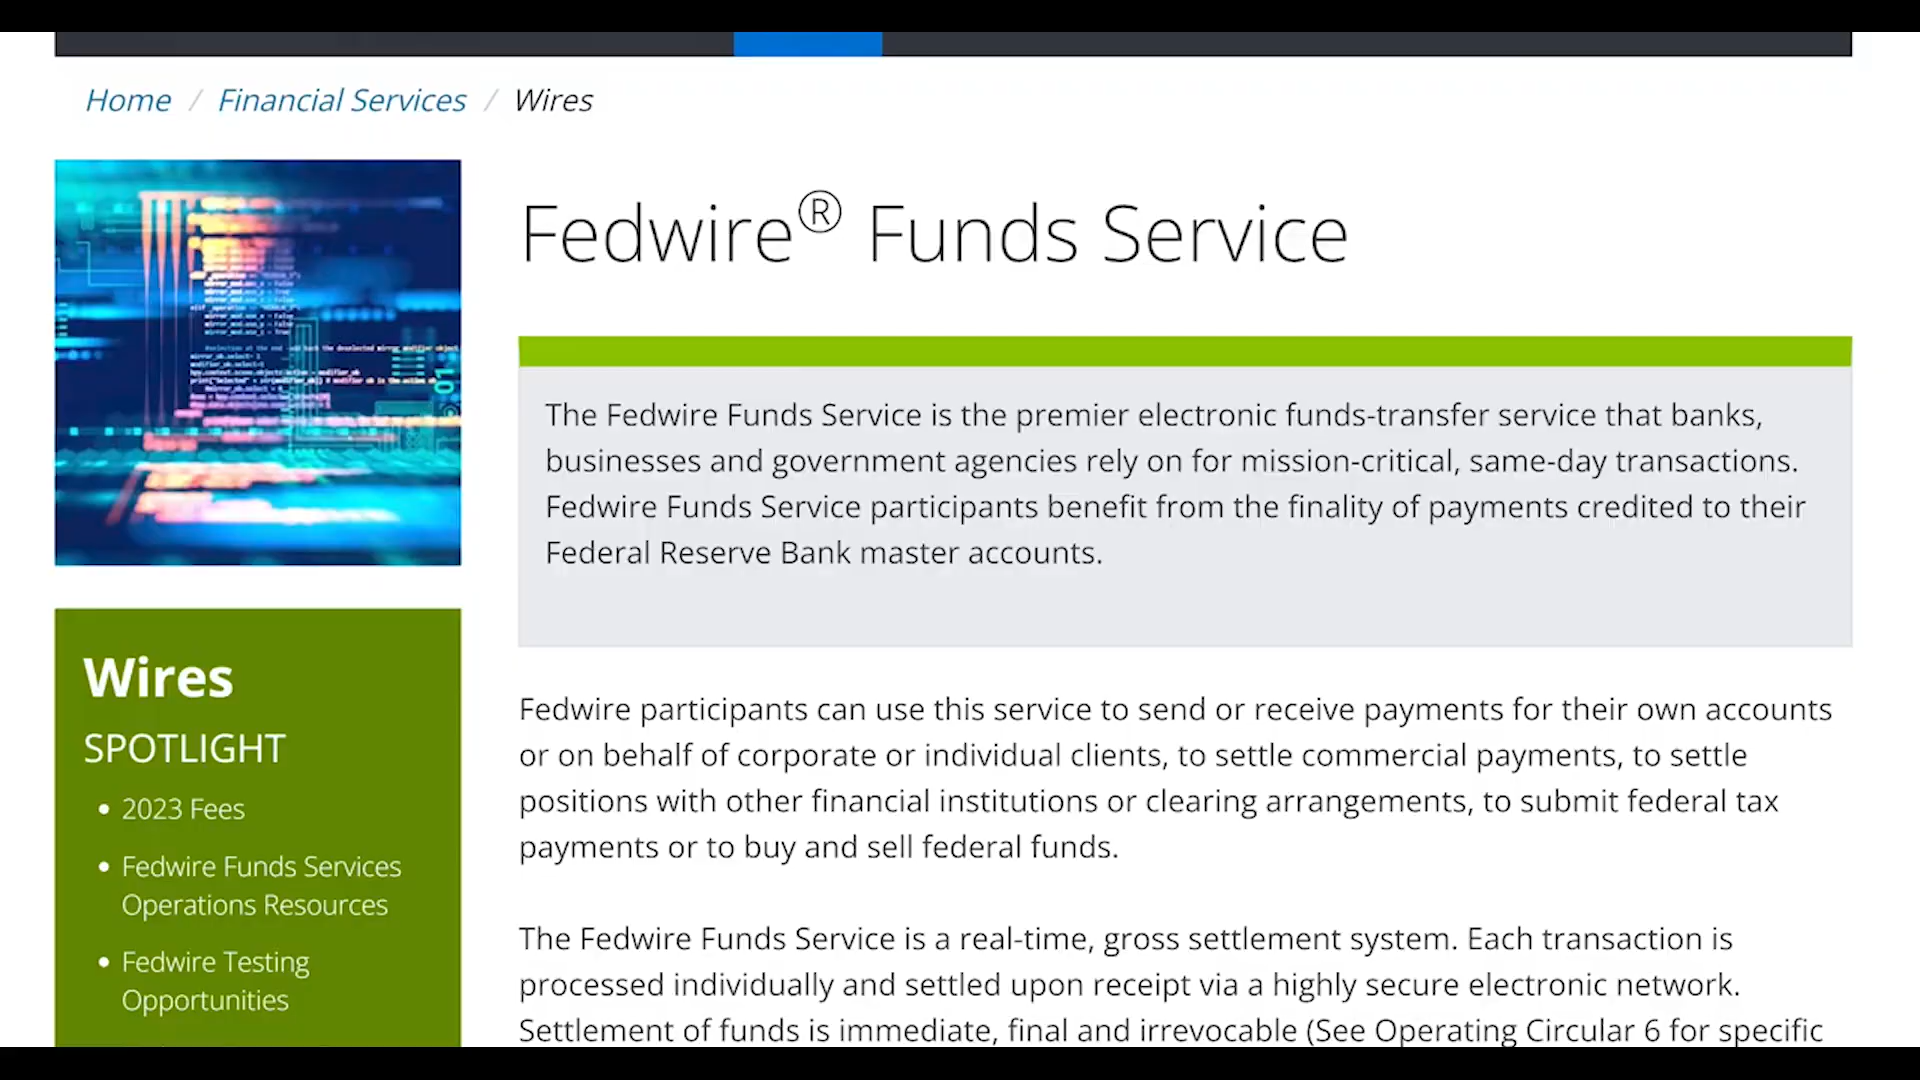 Home / Financial Services / Wires
Fedwire® Funds Service
The Fedwire Funds Service is the premier electronic funds-transfer service that banks,
businesses and government agencies rely on for mission-critical, same-day transactions.
Fedwire Funds Service participants benefit from the finality of payments credited to their
Federal Reserve Bank master accounts.
Wires
SPOTLIGHT
• 2023 Fees
• Fedwire Funds Services
Operations Resources
• Fedwire Testing
Opportunities
Fedwire participants can use this service to send or receive payments for their own accounts
or on behalf of corporate or individual clients, to settle commercial payments, to settle
positions with other financial institutions or clearing arrangements, to submit federal tax
payments or to buy and sell federal funds.
The Fedwire Funds Service is a real-time, gross settlement system. Each transaction is
processed individually and settled upon receipt via a highly secure electronic network.
Settlement of funds is immediate, final and irrevocable (See Operating Circular 6 for specific